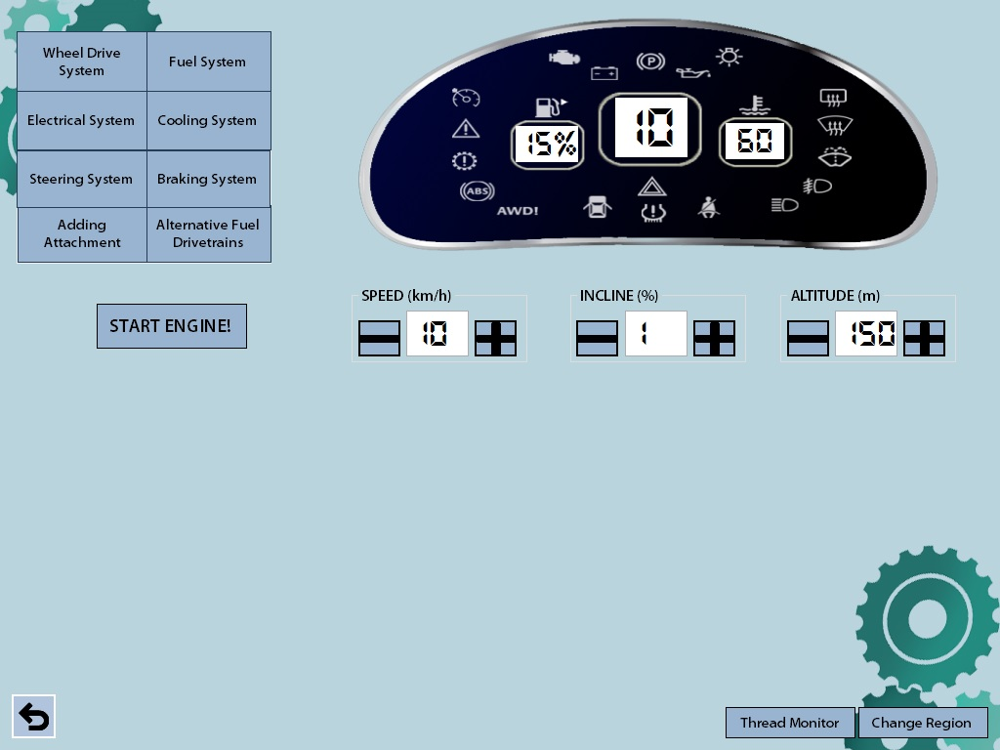 Wheel Drive
System
Fuel System
Electrical System
Cooling System
Steering System
Braking System
Adding
Attachment
Alternative Fuel
Drivetrains
START ENGINE!
P
15%
10
60
ABS
AWD!
SPEED (km/h)
10
INCLINE (%)
1
ALTITUDE (m)
150
Thread Monitor
Change Region